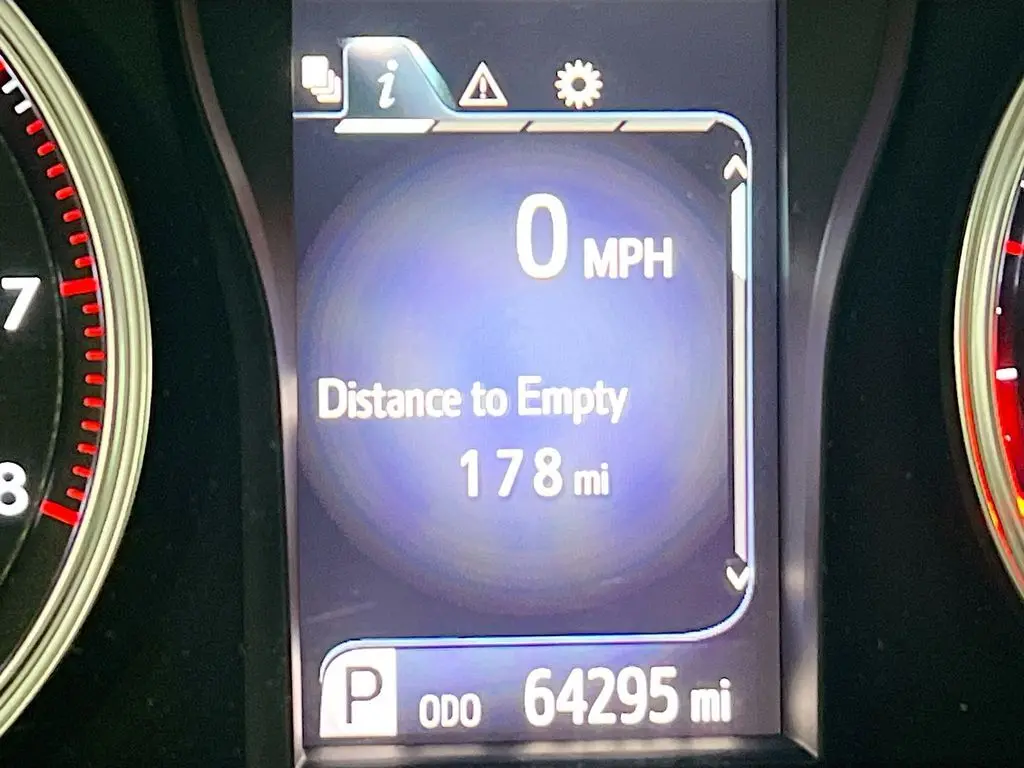 i
0 MPH
7
Distance to Empty
178 mi
8
P ODO 64295 mi